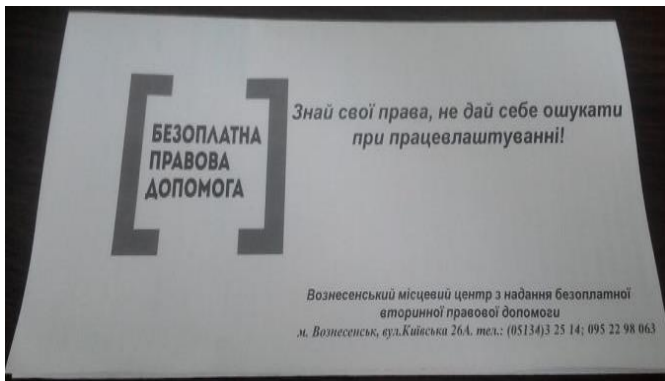 БЕЗОПЛАТНА
ПРАВОВА
ДОПОМОГА
Знай свої права, не дай себе ошукати
при працевлаштуванні!
Вознесенський місцевий центр з надання безоплатної
вторинної правової допомоги
м. Вознесенськ, вул.Київська 26А. тел.: (05134)3 25 14; 095 22 98 063